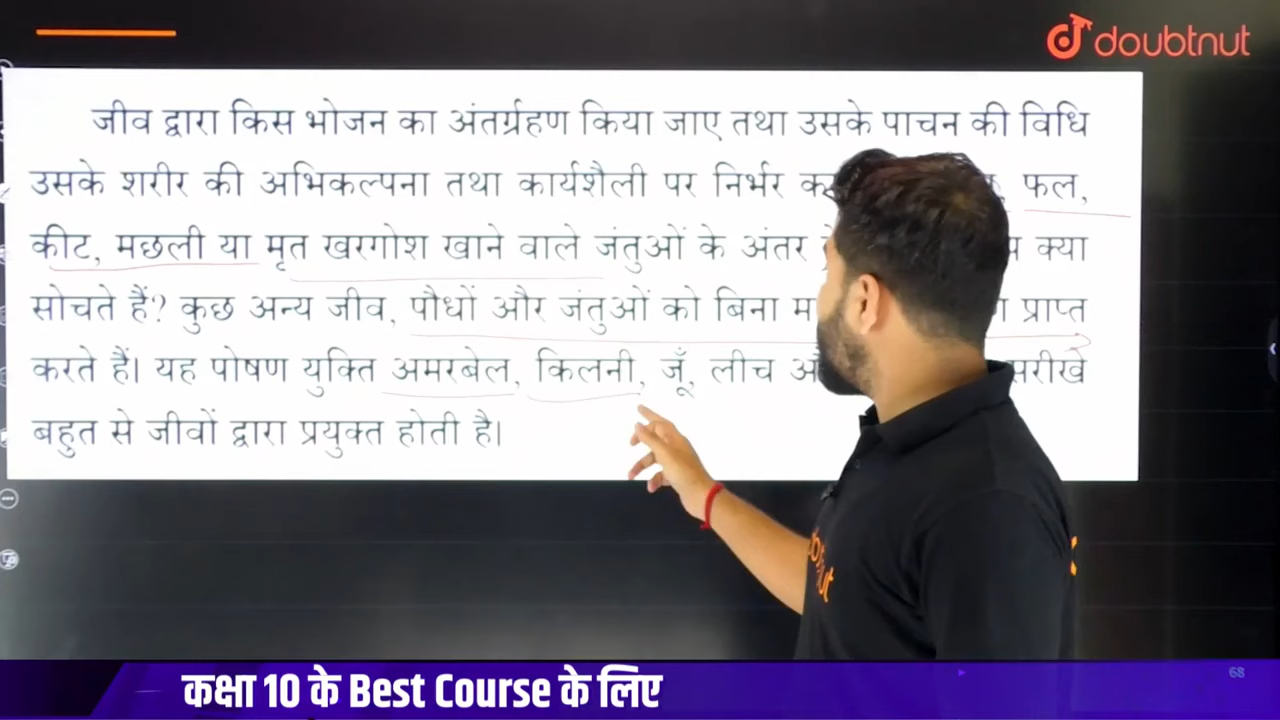 doubtnut
जीव द्वारा किस भोजन का अंतर्ग्रहण किया जाए तथा उसके पाचन की विधि
उसके शरीर की अभिकल्पना तथा कार्यशैली पर निर्भर फल,
कीट, मछली या मृत खरगोश खाने वाले जंतुओं के अंतर क्या
सोचते हैं? कुछ अन्य जीव, पौधों और जंतुओं को बिना प्राप्त
करते हैं। यह पोषण युक्ति अमरबेल, किलनी, जूँ, लीच सरीखे
बहुत से जीवों द्वारा प्रयुक्त होती है।
कक्षा 10 के Best Course के लिए
68